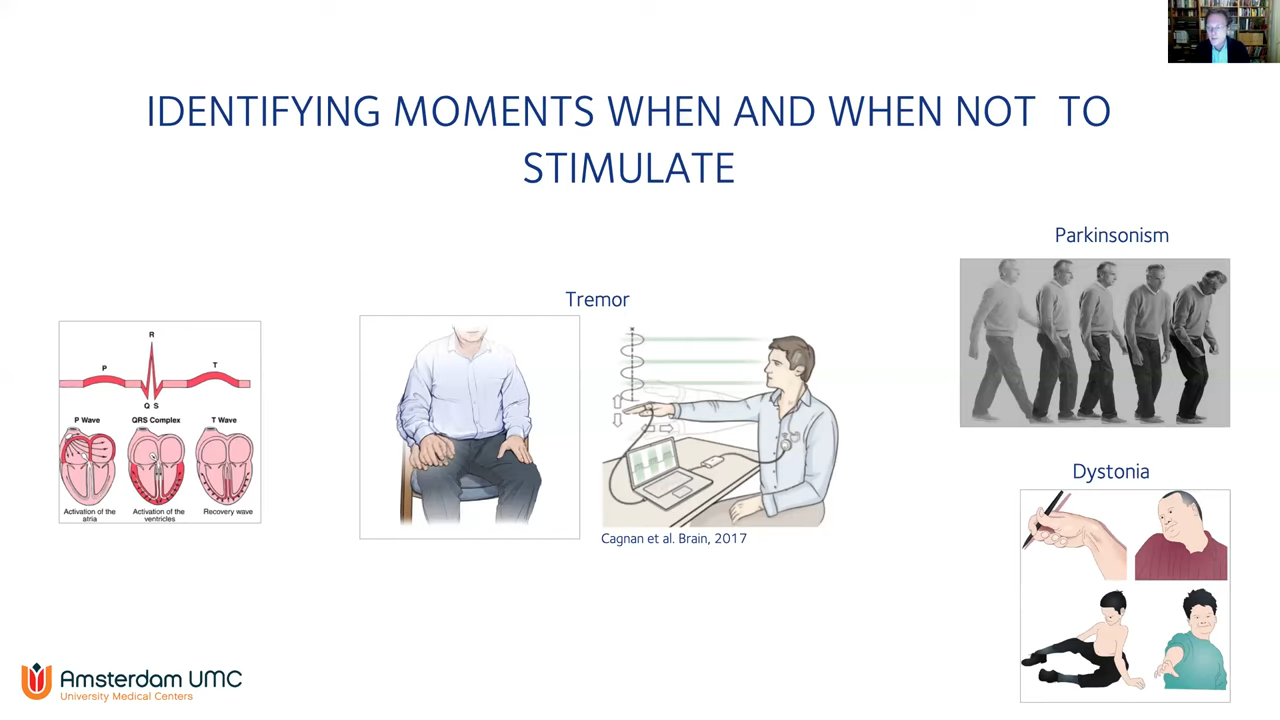 IDENTIFYING MOMENTS WHEN AND WHEN NOT TO
STIMULATE
Parkinsonism
Tremor
R
P
T
Q S
P Wave
QRS Complex
T Wave
Activation of the
atria
Activation of the
ventricles
Recovery wave
Cagnan et al. Brain, 2017
Dystonia
Amsterdam UMC
University Medical Centers